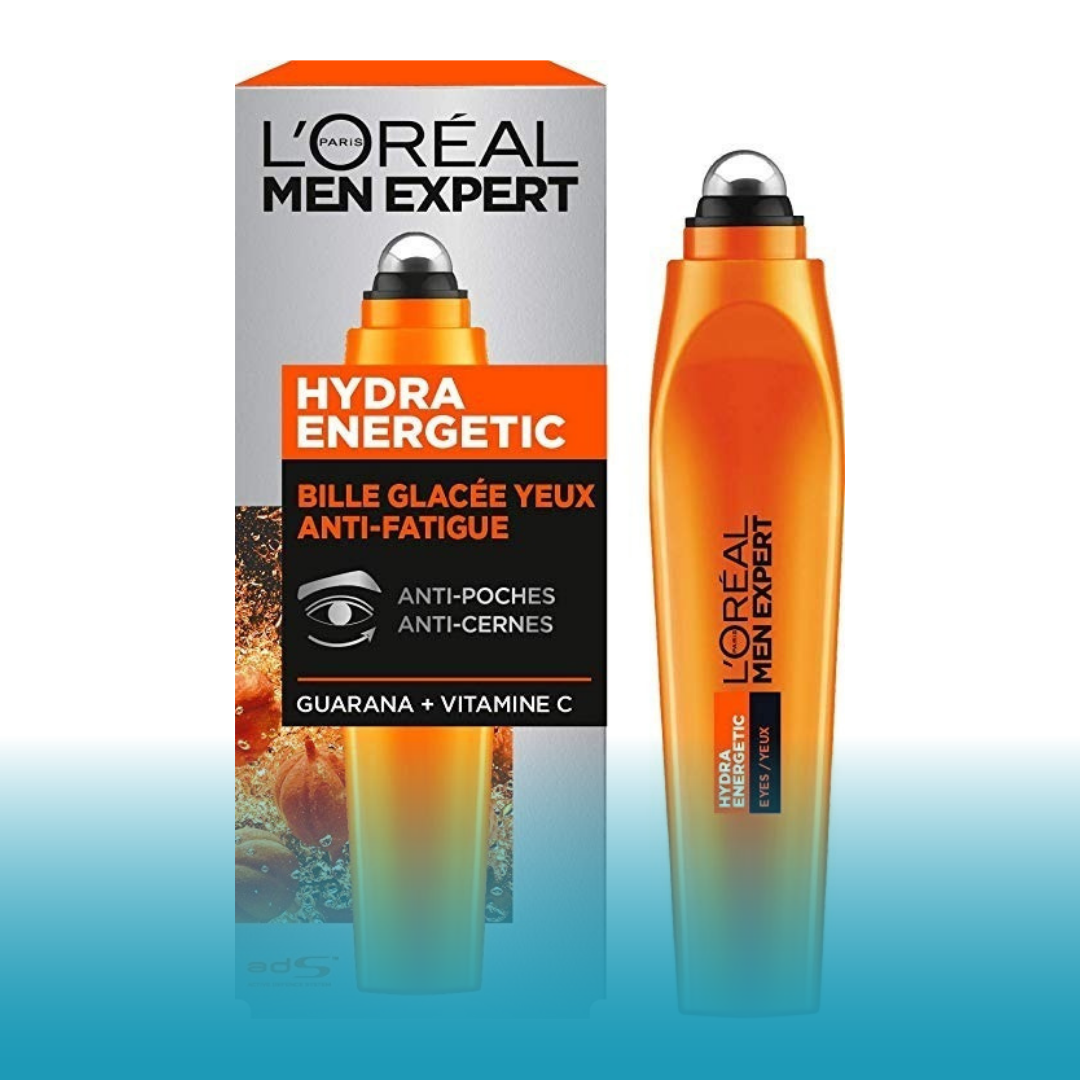 L'ORÉAL
PARIS
MEN EXPERT
HYDRA
ENERGETIC
BILLE GLACÉE YEUX
ANTI-FATIGUE
ANTI-POCHES
ANTI-CERNES
GUARANA + VITAMINE C
L'ORÉAL
PARIS
MEN EXPERT
HYDRA
ENERGETIC
EYES / YEUX